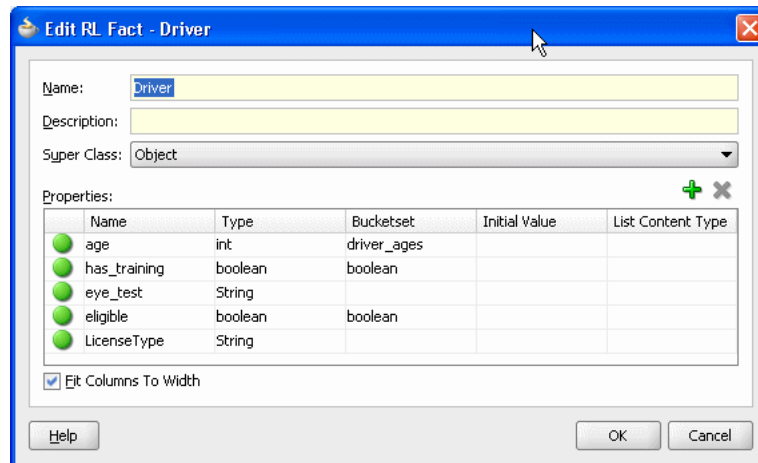 Edit RL Fact - Driver
Name: Driver
Description:
Super Class: Object
Properties:
Name Type Bucketset Initial Value List Content Type
age int driver_ages
has_training boolean boolean
eye_test String
eligible boolean boolean
LicenseType String
Fit Columns To Width
Help OK Cancel